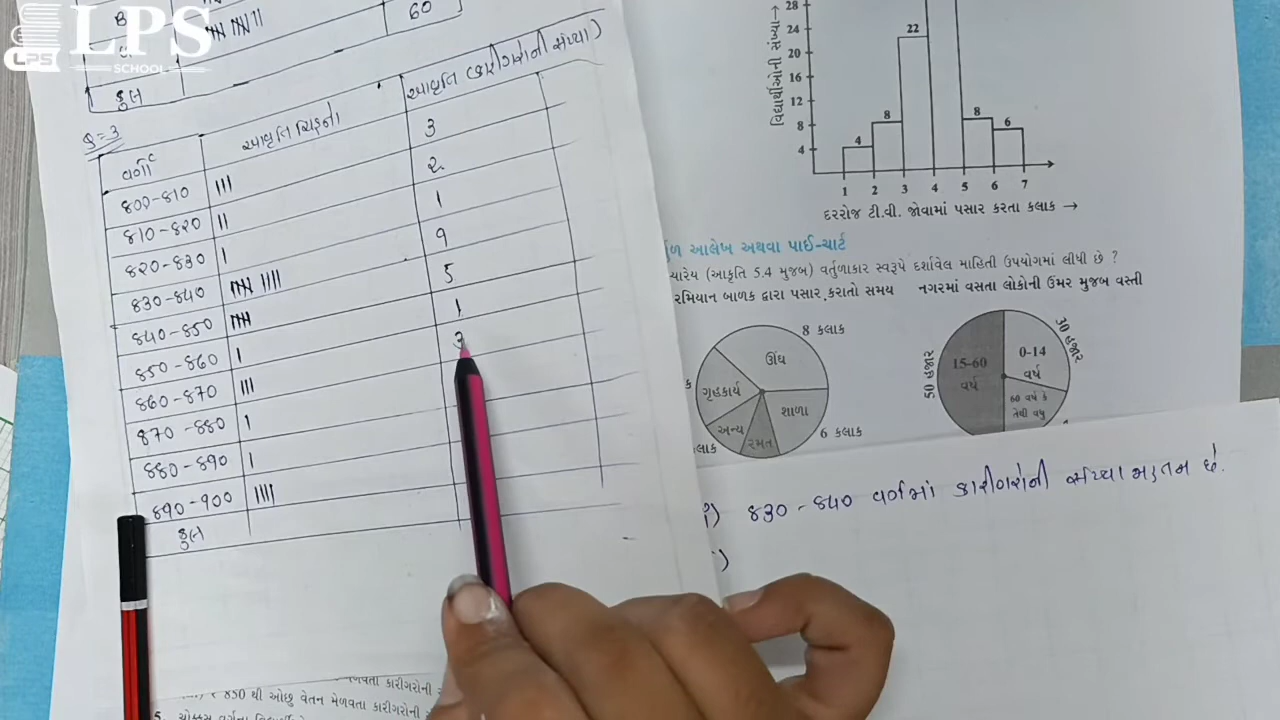 LPS
SCHOOL
LPS
B
60
કુલ
Q=3
વર્ગો આવૃત્તિ ચિહ્નો આવૃત્તિ (કારીગરોની સંખ્યા)
800-810 3
810-820 ૨
820-830 1
830-840 9
840-850 5
850-860 1
860-870 3
870-880
880-890
890-900
કુલ
વિદ્યાર્થીઓની સંખ્યા→
28
24
20
16
12
8
4
4 8 22 8 6
1 2 3 4 5 6 7
દરરોજ ટી.વી. જોવામાં પસાર કરતા કલાક →
આલેખ અથવા પાઈ-ચાર્ટ
ચારેય (આકૃતિ 5.4 મુજબ) વર્તુળાકાર સ્વરૂપે દર્શાવેલ માહિતી ઉપયોગમાં લીધી છે ?
બાળક દ્વારા પસાર કરાતો સમય નગરમાં વસતા લોકોની ઉંમર મુજબ વસ્તી
8 કલાક
ઊંઘ
ગૃહકાર્ય
શાળા
અન્ય
રમત
6 કલાક
50 હજાર
15-60
વર્ષ
0-14
વર્ષ
30 હજાર
60 વર્ષ કે
તેથી વધુ
830-840 વર્ગમાં કારીગરોની સંખ્યા મહત્તમ છે.
₹ 850 થી ઓછુ વેતન મેળવતા કારીગરોની
5.